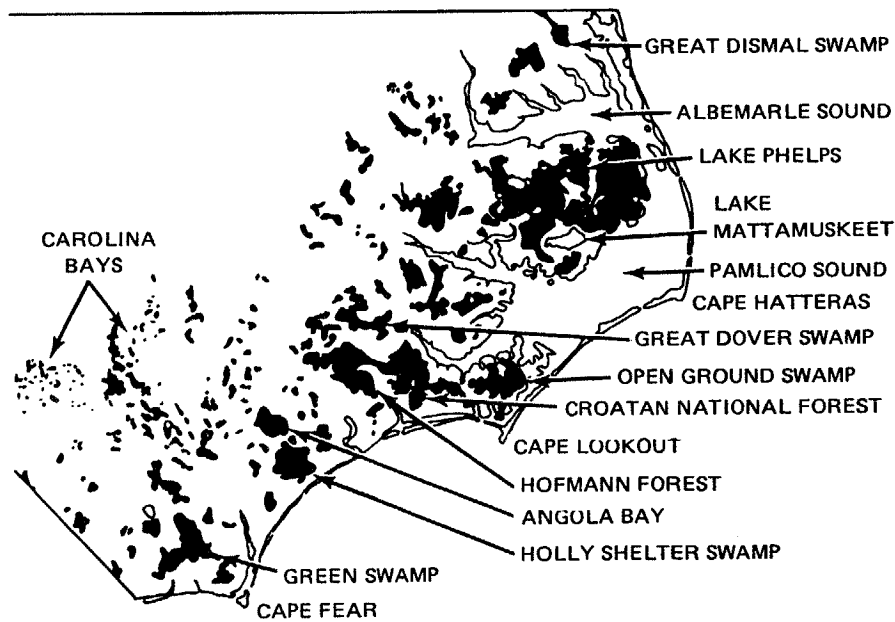 GREAT DISMAL SWAMP
ALBEMARLE SOUND
LAKE PHELPS
LAKE
MATTAMUSKEET
CAROLINA
BAYS
PAMLICO SOUND
CAPE HATTERAS
GREAT DOVER SWAMP
OPEN GROUND SWAMP
CROATAN NATIONAL FOREST
CAPE LOOKOUT
HOFMANN FOREST
ANGOLA BAY
HOLLY SHELTER SWAMP
GREEN SWAMP
CAPE FEAR